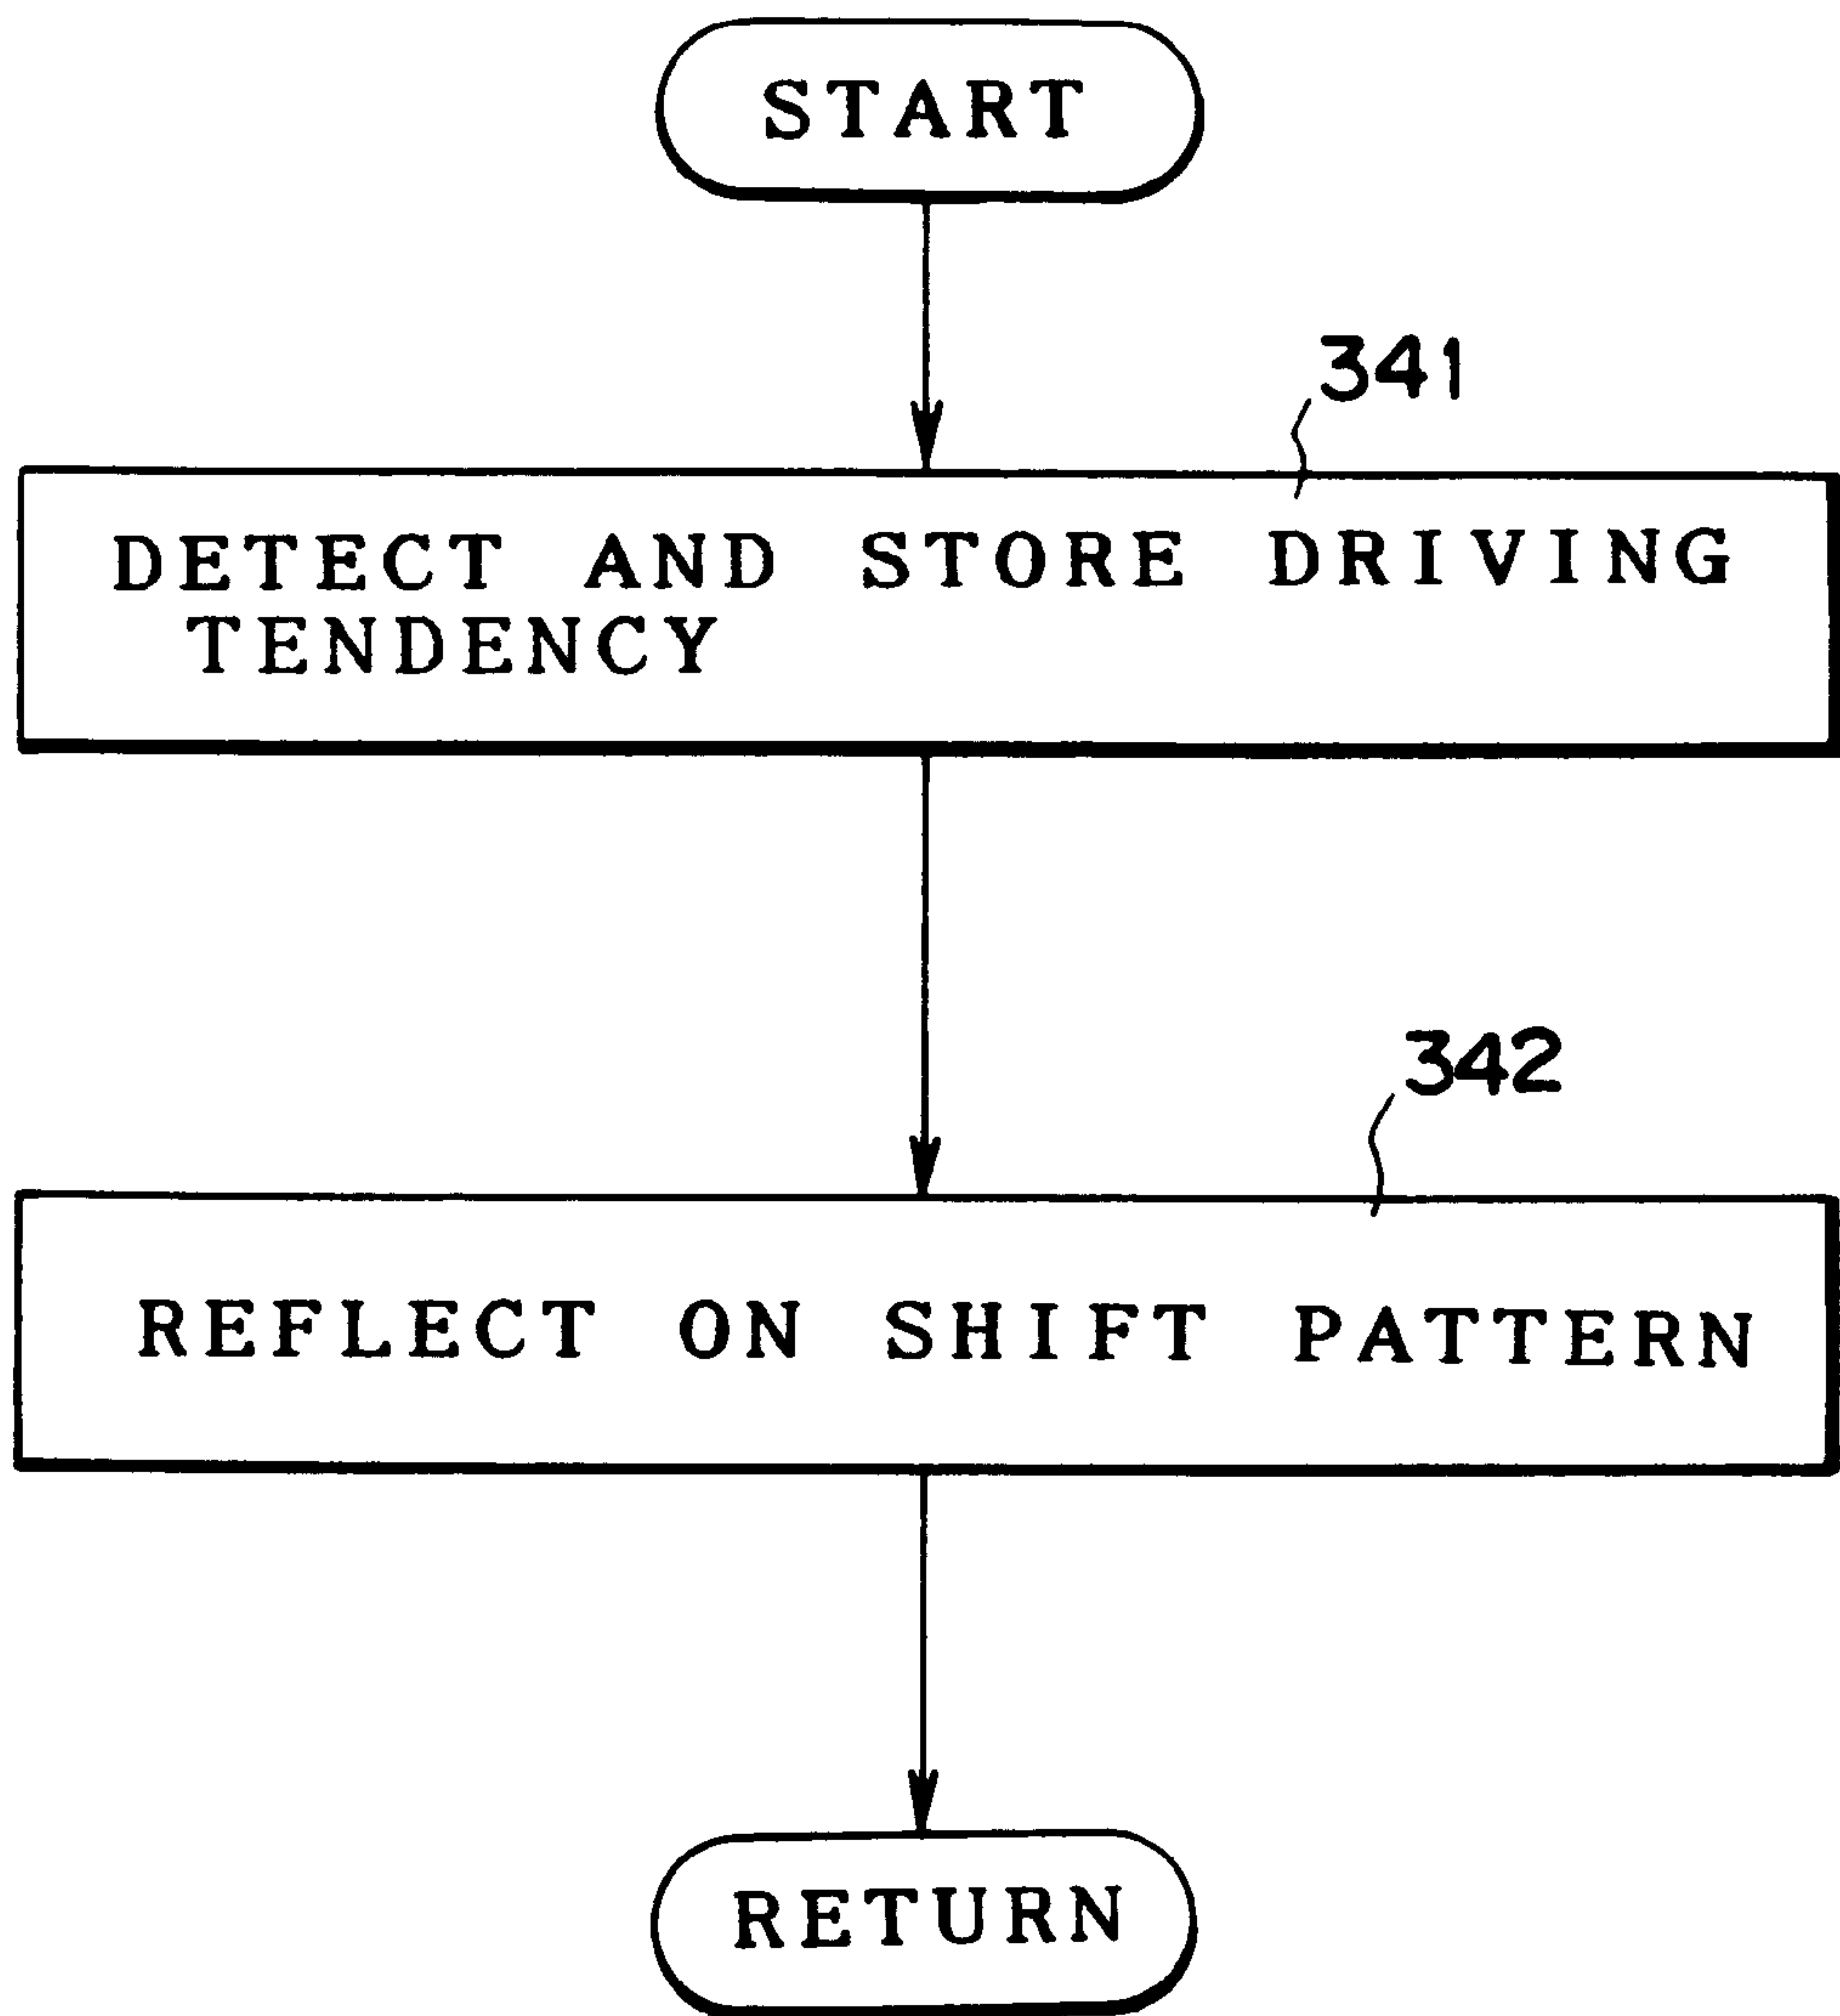 START
341
DETECT AND STORE DRIVING
TENDENCY
342
REFLECT ON SHIFT PATTERN
RETURN